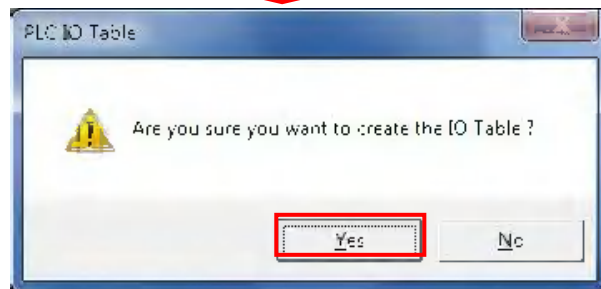 PLC IO Table
Are you sure you want to create the IO Table ?
Yes
No